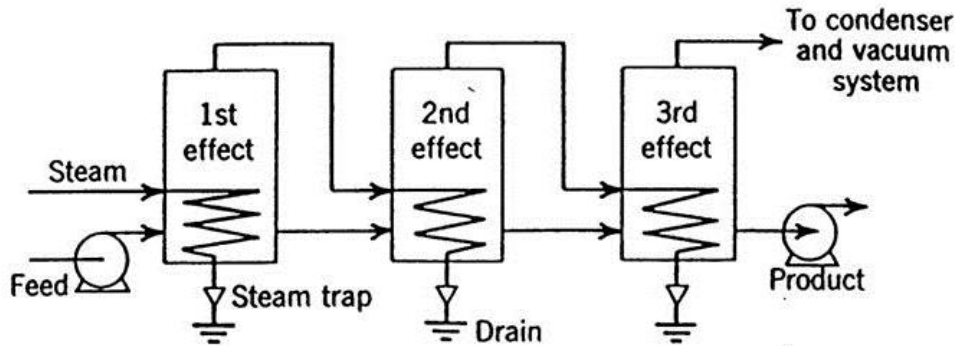 To condenser
and vacuum
system
1st
effect
2nd
effect
3rd
effect
Steam
Feed
Steam trap
Drain
Product